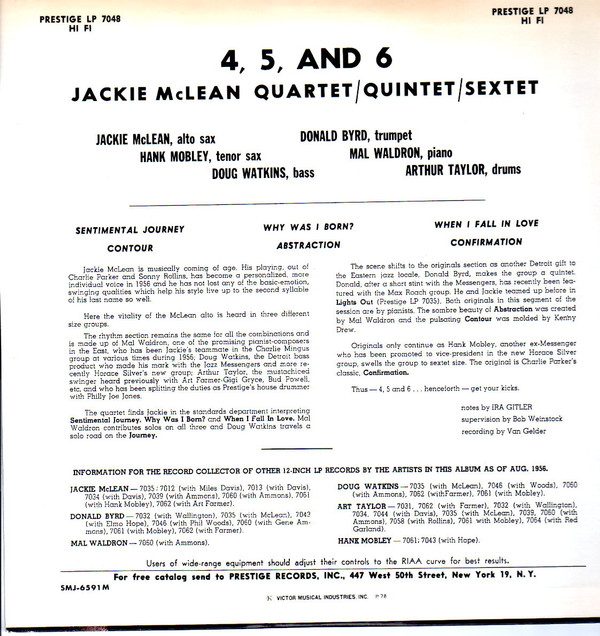 PRESTIGE LP 7048
HI FI
PRESTIGE LP 7048
HI FI
4, 5, AND 6
JACKIE McLEAN QUARTET/QUINTET/SEXTET
JACKIE McLEAN, alto sax
DONALD BYRD, trumpet
HANK MOBLEY, tenor sax
MAL WALDRON, piano
DOUG WATKINS, bass
ARTHUR TAYLOR, drums
SENTIMENTAL JOURNEY
WHY WAS I BORN?
WHEN I FALL IN LOVE
CONTOUR
ABSTRACTION
CONFIRMATION
Jackie McLean is musically coming of age. His playing, out of
Charlie Parker and Sonny Rollins, has become a personalized, more
individual voice in 1956 and he has not lost any of the basic-emotion,
swinging qualities which help his style live up to the second syllable
of his last name so well.
Here the vitality of the McLean alto is heard in three different
size groups.
The rhythm section remains the same for all the combinations and
is made up of Mal Waldron, one of the promising pianist-composers
in the East, who has been Jackie's teammate in the Charlie Mingus
group at various times during 1956; Doug Watkins, the Detroit bass
product who made his mark with the Jazz Messengers and more re-
cently Horace Silver's new group; Arthur Taylor, the mustachioed
swinger heard previously with Art Farmer-Gigi Gryce, Bud Powell,
etc. and who has been splitting the duties as Prestige's house drummer
with Philly Joe Jones.
The quartet finds Jackie in the standards department interpreting
Sentimental Journey, Why Was I Born? and When I Fall In Love. Mal
Waldron contributes solos on all three and Doug Watkins travels a
solo road on the Journey.
The scene shifts to the originals section as another Detroit gift to
the Eastern jazz locale, Donald Byrd, makes the group a quintet.
Donald, after a short stint with the Messengers, has recently been fea-
tured with the Max Roach group. He and Jackie teamed up before in
Lights Out (Prestige LP 7035). Both originals in this segment of the
session are by pianists. The sombre beauty of Abstraction was created
by Mal Waldron and the pulsating Contour was molded by Kenny
Drew.
Originals only continue as Hank Mobley, another ex-Messenger
who has been promoted to vice-president in the new Horace Silver
group, swells the group to sextet size. The original is Charlie Parker's
classic, Confirmation.
Thus — 4, 5 and 6 . . . henceforth — get your kicks.
notes by IRA GITLER
supervision by Bob Weinstock
recording by Van Gelder
INFORMATION FOR THE RECORD COLLECTOR OF OTHER 12-INCH LP RECORDS BY THE ARTISTS IN THIS ALBUM AS OF AUG. 1956.
JACKIE McLEAN — 7035: 7012 (with Miles Davis), 7013 (with Davis),
7034 (with Davis), 7039 (with Ammons), 7060 (with Ammons), 7061
(with Hank Mobley), 7062 (with Art Farmer).
DONALD BYRD — 7032 (with Wallington), 7035 (with McLean), 7043
(with Elmo Hope), 7046 (with Phil Woods), 7060 (with Gene Am-
mons), 7061 (with Mobley), 7062 (with Farmer).
MAL WALDRON — 7060 (with Ammons).
DOUG WATKINS — 7035 (with McLean), 7046 (with Woods), 7060
(with Ammons), 7062 (withFarmer), 7061 (with Mobley).
ART TAYLOR — 7031, 7062 (with Farmer), 7032 (with Wallington),
7034, 7044 (with Davis), 7035 (with McLean), 7039, 7060 (with
Ammons), 7058 (with Rollins), 7061 with Mobley), 7064 (with Red
Garland).
HANK MOBLEY — 7061: 7043 (with Hope).
Users of wide-range equipment should adjust their controls to the RIAA curve for best results.
For free catalog send to PRESTIGE RECORDS, INC., 447 West 50th Street, New York 19, N. Y.
SMJ-6591M
VICTOR MUSICAL INDUSTRIES, INC. ℗ 78